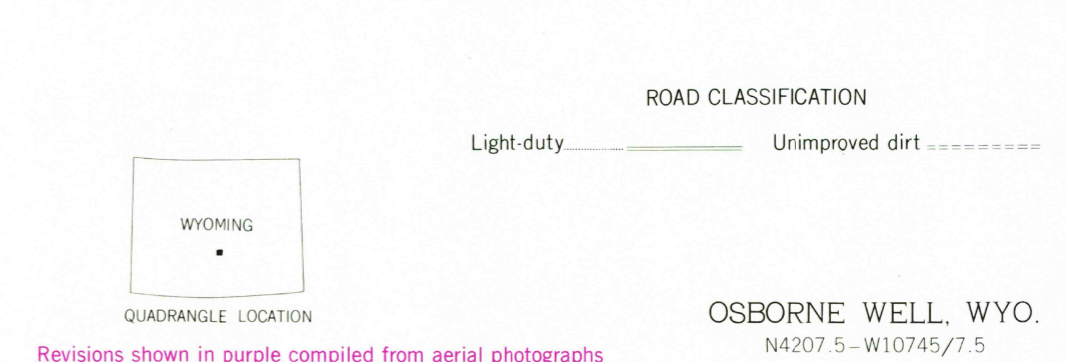 ROAD CLASSIFICATION
Light-duty Unimproved dirt
WYOMING
QUADRANGLE LOCATION
OSBORNE WELL, WYO.
N4207.5–W10745/7.5
Revisions shown in purple compiled from aerial photographs